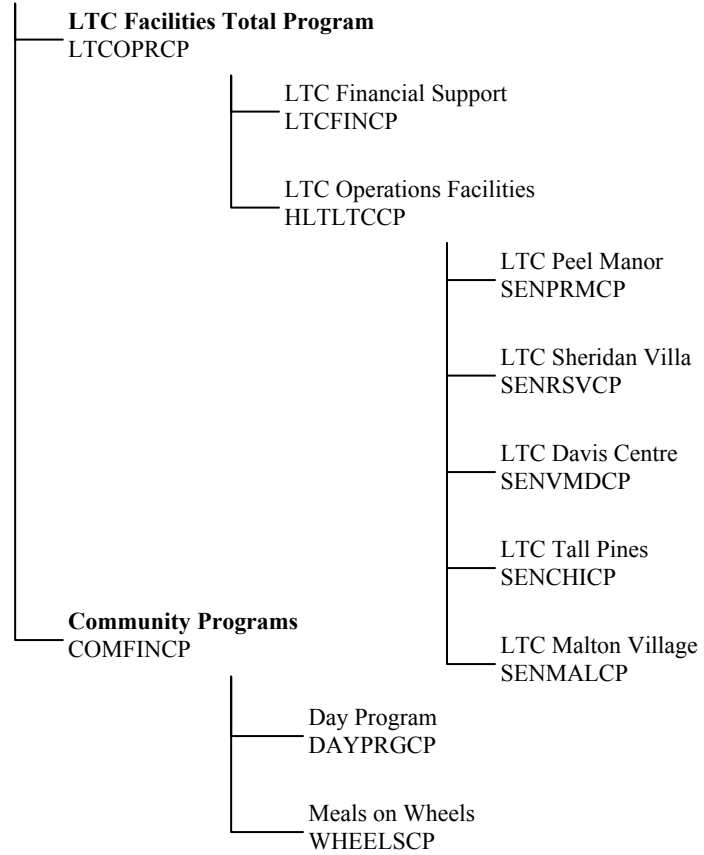 LTC Facilities Total Program
LTCOPRCP
LTC Financial Support
LTCFINCP
LTC Operations Facilities
HLTLTCCP
LTC Peel Manor
SENPRMCP
LTC Sheridan Villa
SENRSVCP
LTC Davis Centre
SENVMDCP
LTC Tall Pines
SENCHICP
LTC Malton Village
SENMALCP
Community Programs
COMFINCP
Day Program
DAYPRGCP
Meals on Wheels
WHEELSCP